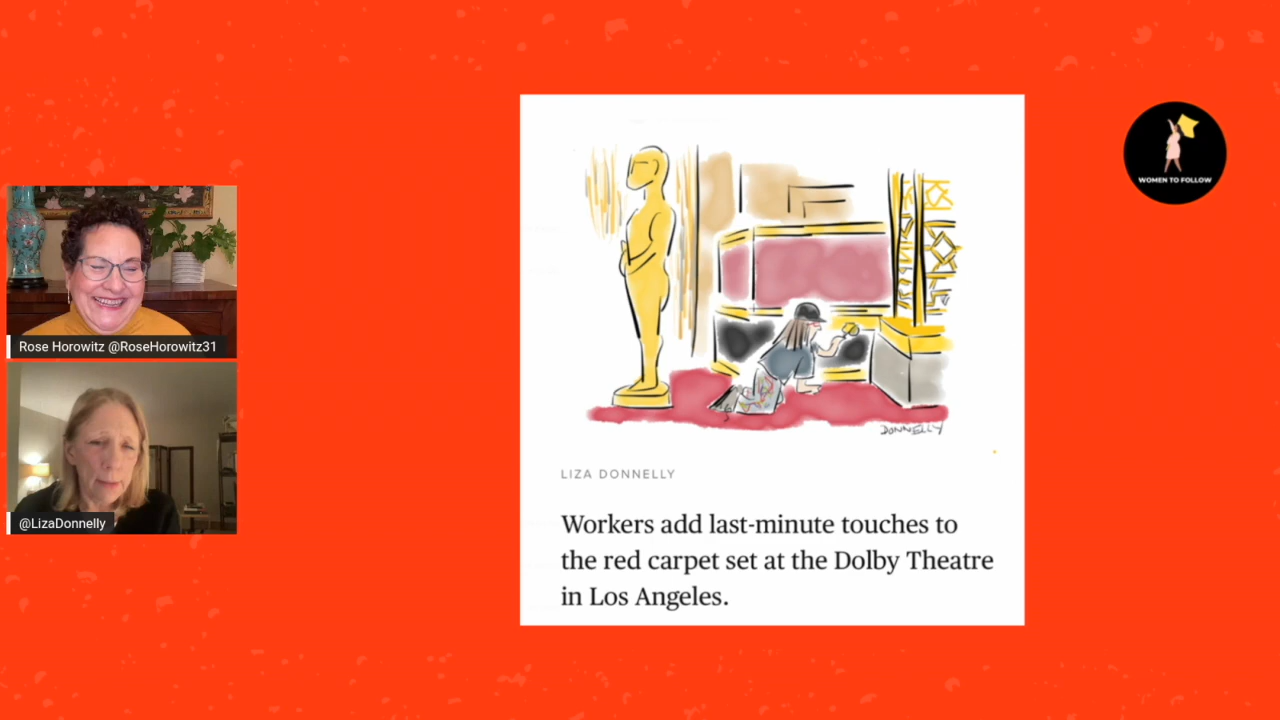 Rose Horowitz @RoseHorowitz31
@LizaDonnelly
DONNELLY
LIZA DONNELLY
Workers add last-minute touches to
the red carpet set at the Dolby Theatre
in Los Angeles.
WOMEN TO FOLLOW